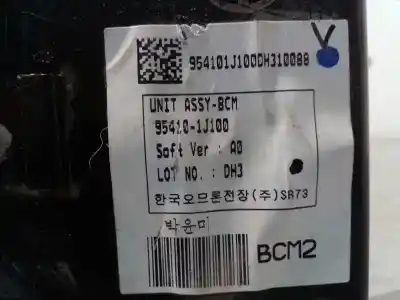 954101J100DH310088
UNIT ASSY-BCM
95410-1J100
Soft Ver : A0
LOT NO. : DH3
한국오므론전장(주)SR73
박윤미
BCM2